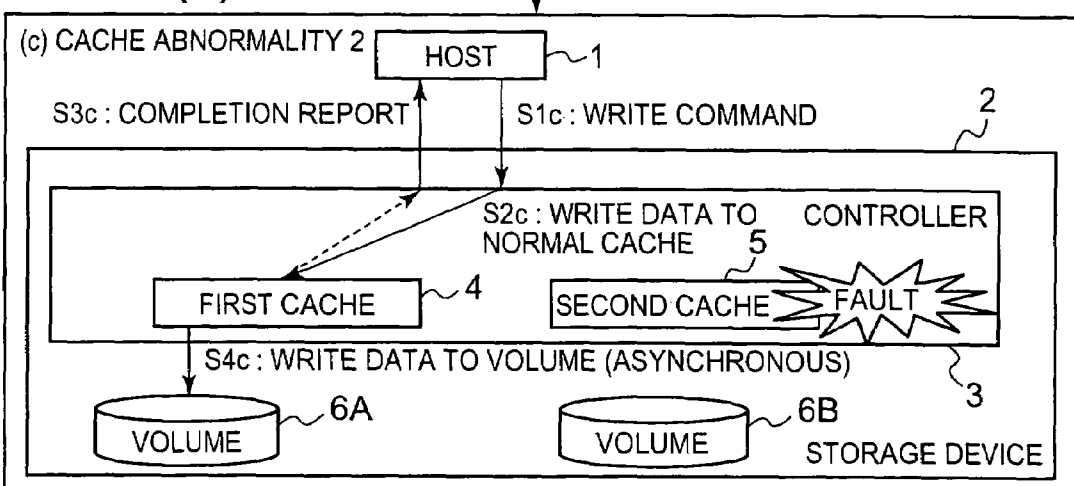 (c) CACHE ABNORMALITY 2
HOST
1
S3c : COMPLETION REPORT
S1c : WRITE COMMAND
2
S2c : WRITE DATA TO
NORMAL CACHE
CONTROLLER
5
FIRST CACHE
4
SECOND CACHE
FAULT
S4c : WRITE DATA TO VOLUME (ASYNCHRONOUS)
3
6A
VOLUME
6B
VOLUME
STORAGE DEVICE